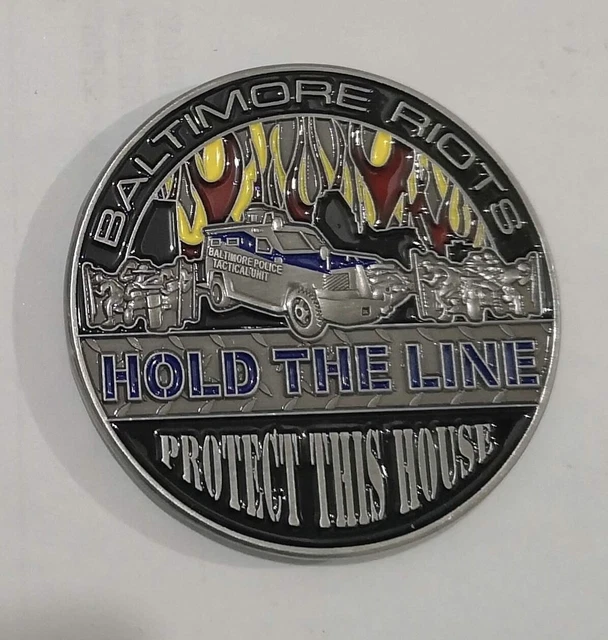 BALTIMORE RIOTS
BALTIMORE POLICE
TACTICAL UNIT
HOLD THE LINE
PROTECT THIS HOUSE